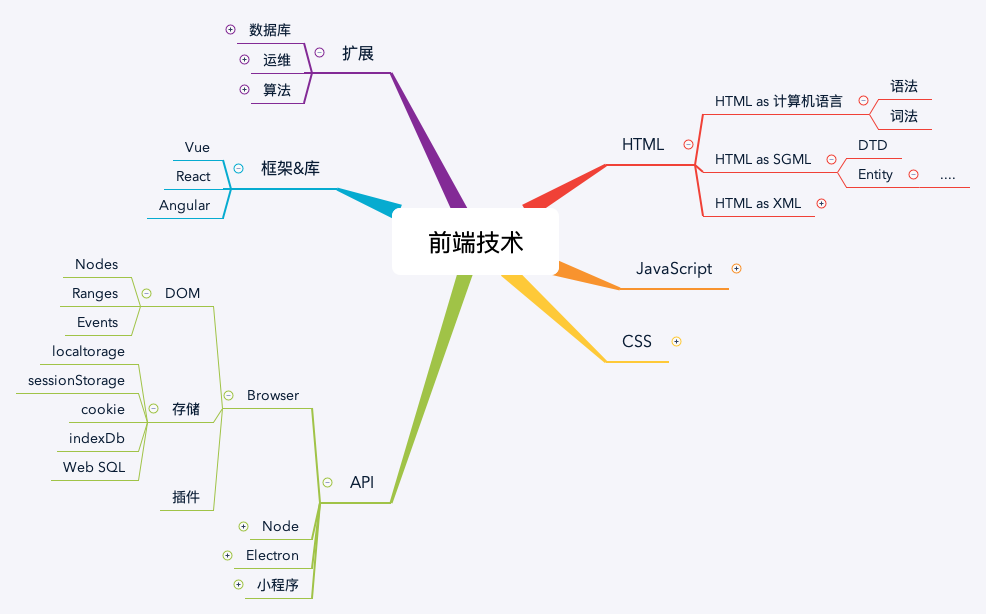 前端技术
HTML
HTML as 计算机语言
语法
词法
HTML as SGML
DTD
Entity
....
HTML as XML
JavaScript
CSS
API
Browser
DOM
Nodes
Ranges
Events
存储
localtorage
sessionStorage
cookie
indexDb
Web SQL
插件
Node
Electron
小程序
框架&库
Vue
React
Angular
扩展
数据库
运维
算法